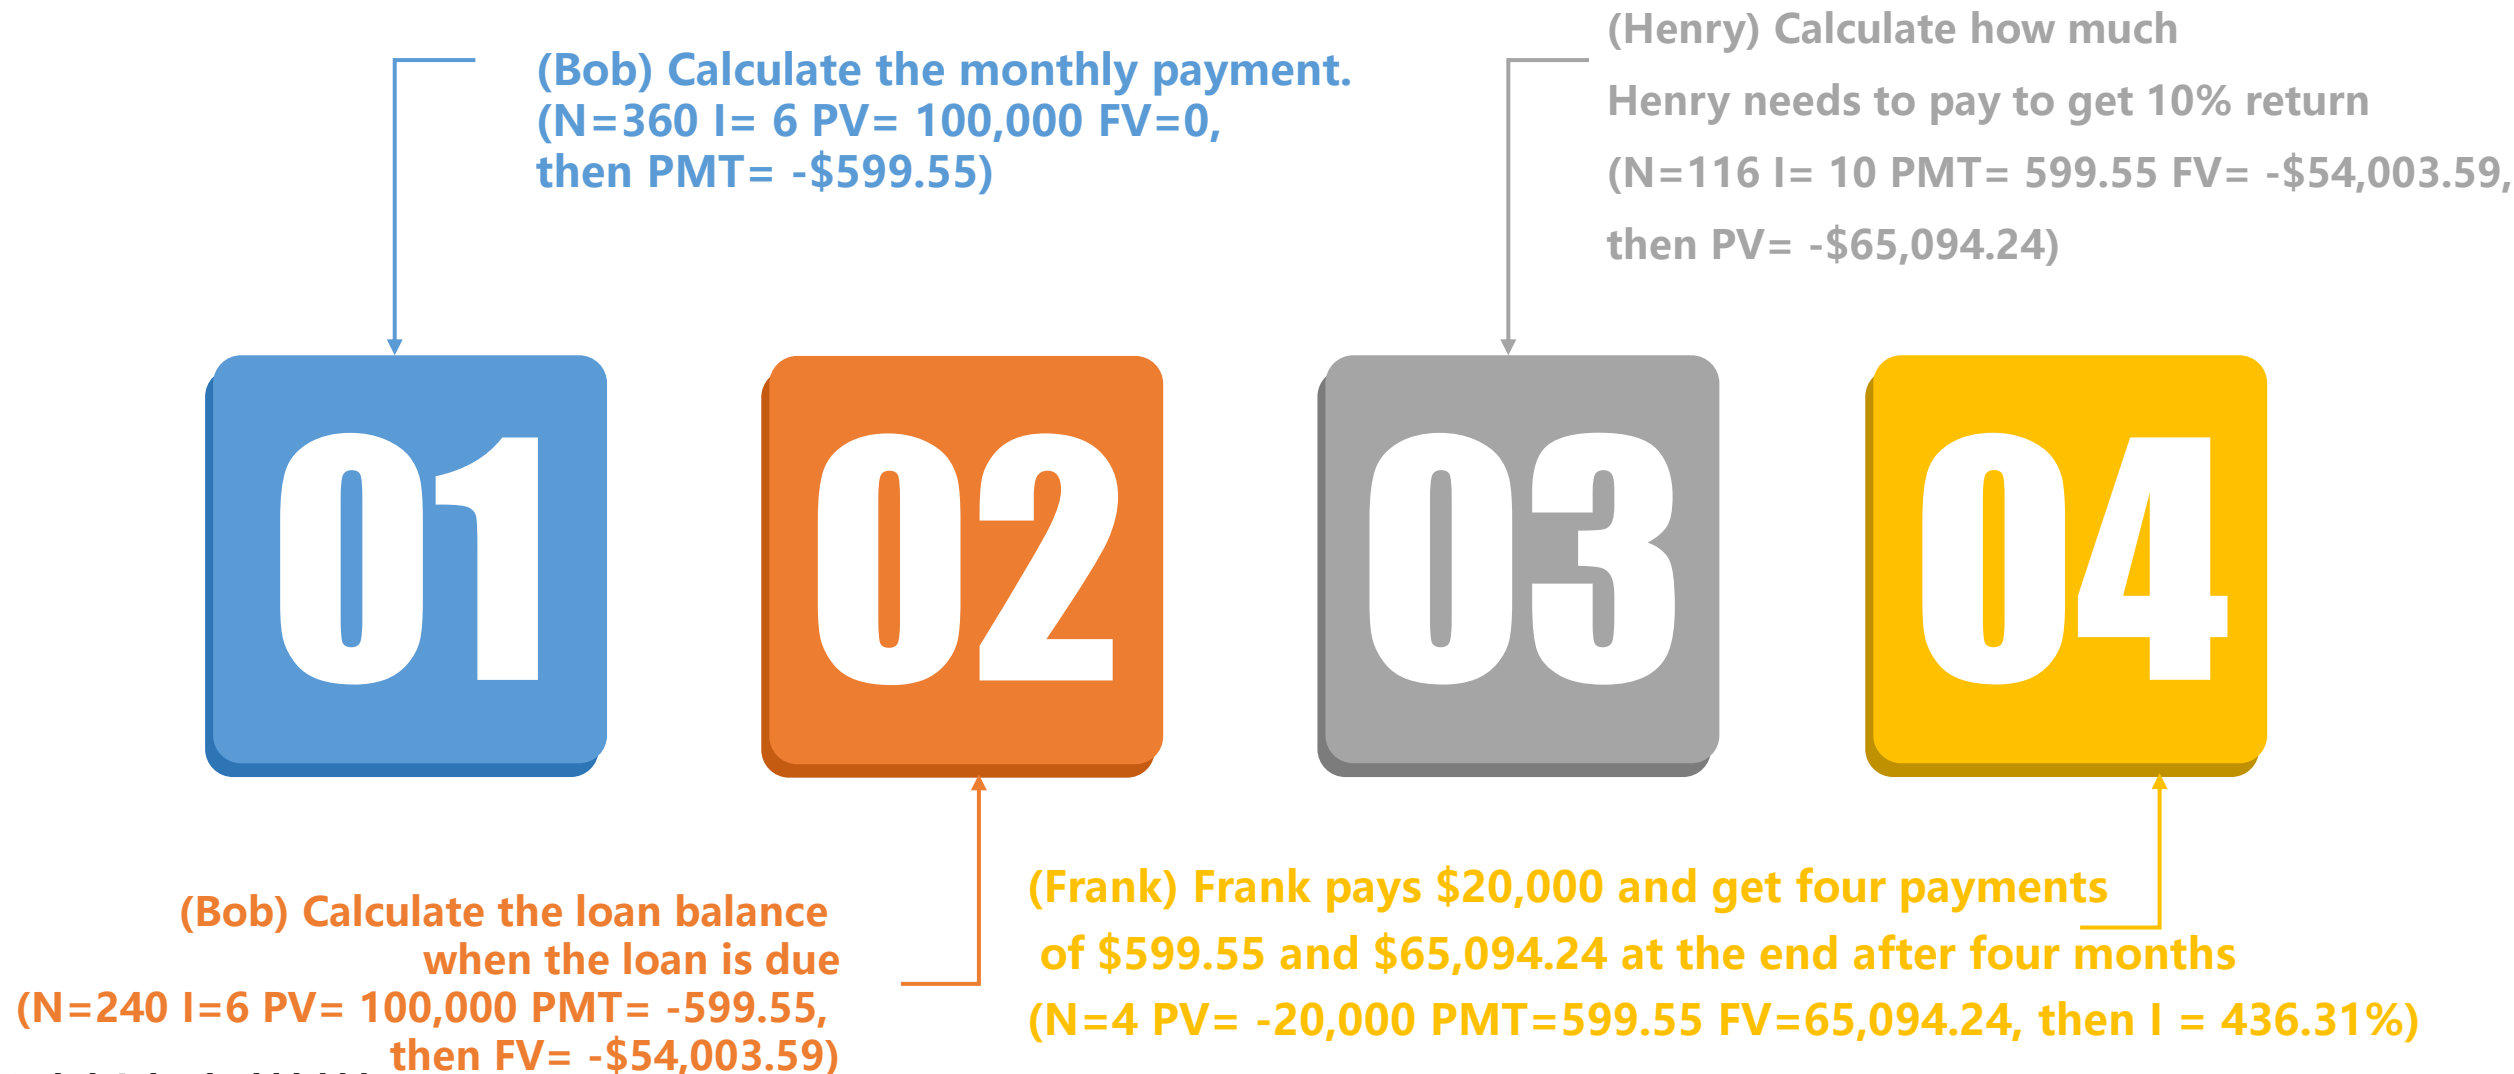 (Bob) Calculate the monthly payment.
(N=360 I= 6 PV= 100,000 FV=0,
then PMT= -$599.55)
(Henry) Calculate how much
Henry needs to pay to get 10% return
(N=116 I= 10 PMT= 599.55 FV= -$54,003.59,
then PV= -$65,094.24)
01
02
03
04
(Bob) Calculate the loan balance
when the loan is due
(N=240 I=6 PV= 100,000 PMT= -599.55,
then FV= -$54,003.59)
(Frank) Frank pays $20,000 and get four payments
of $599.55 and $65,094.24 at the end after four months
(N=4 PV= -20,000 PMT=599.55 FV=65,094.24, then I = 436.31%)